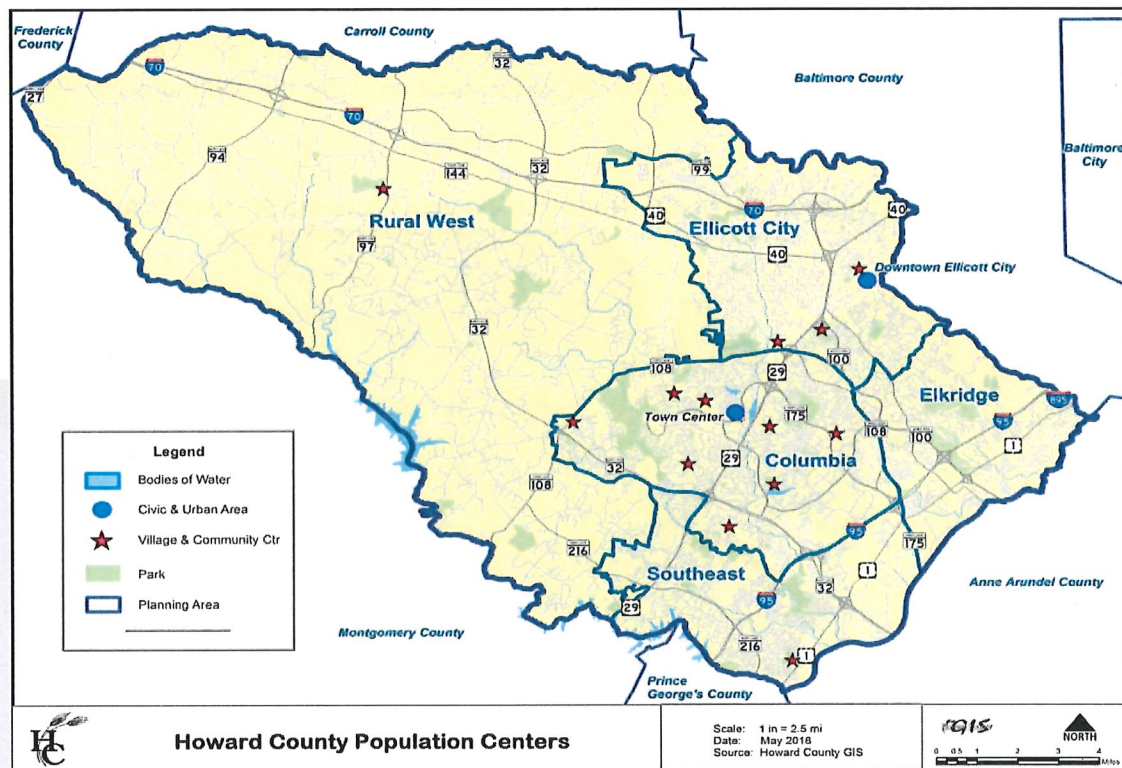 Frederick
County
Carroll County
Baltimore County
Baltimore
City
27
70
32
70
94
144
32
99
40
70
40
Rural West
97
Ellicott City
40
Downtown Ellicott City
32
100
108
29
Elkridge
895
Town Center
175
95
108
100
1
29
Columbia
32
108
95
175
216
Southeast
1
Anne Arundel County
32
95
29
216
1
Montgomery County
Prince
George's County
Legend
Bodies of Water
Civic & Urban Area
Village & Community Ctr
Park
Planning Area
HC
Howard County Population Centers
Scale: 1 in = 2.5 mi
Date: May 2018
Source: Howard County GIS
GIS
NORTH
0 0.5 1 2 3 4
Miles